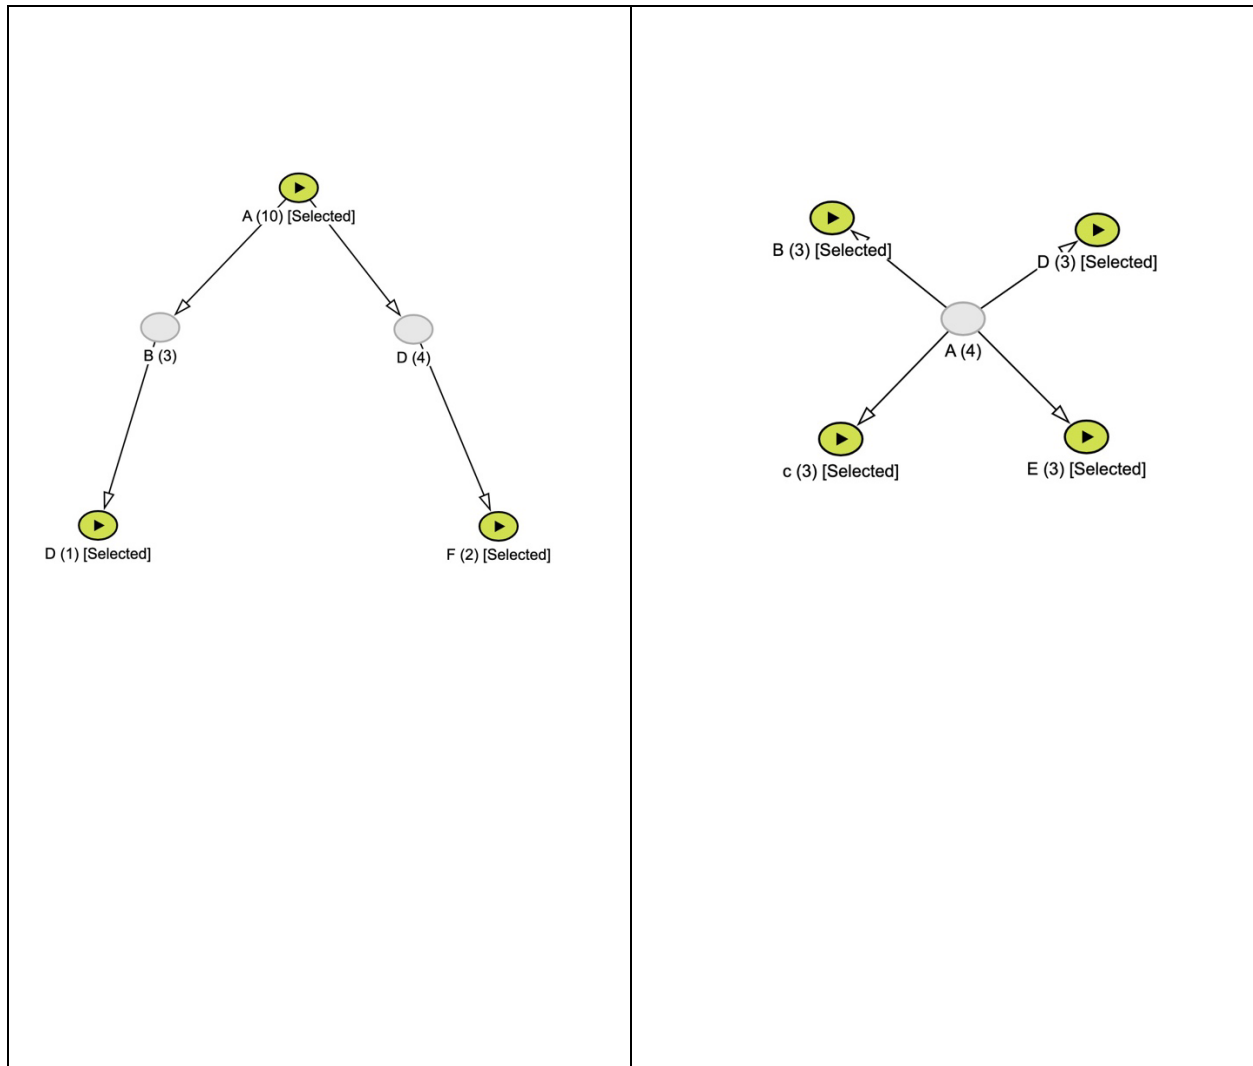 A (10) [Selected]
B (3)
D (4)
D (1) [Selected]
F (2) [Selected]
B (3) [Selected]
D (3) [Selected]
A (4)
c (3) [Selected]
E (3) [Selected]